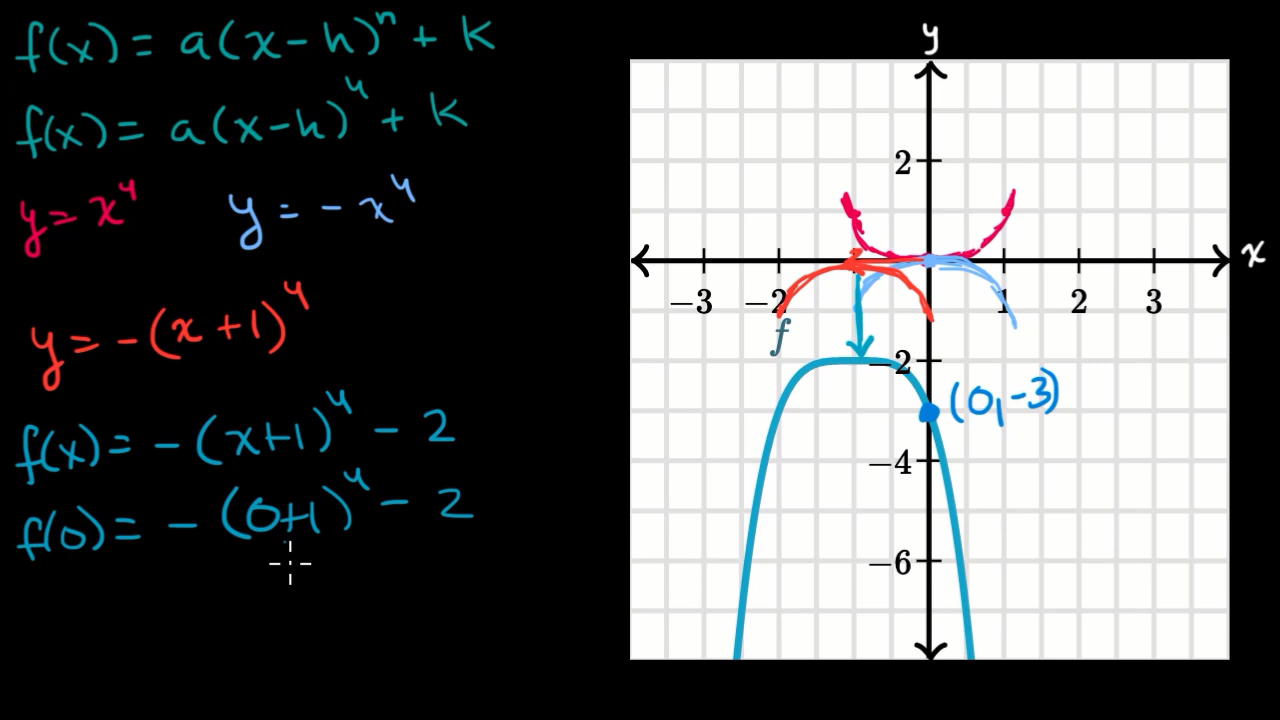 f(x) = a(x-h)ⁿ + k
f(x) = a(x-h)⁴ + k
y = x⁴ y = -x⁴
y = -(x+1)⁴
f(x) = -(x+1)⁴ - 2
f(0) = -(0+1)⁴ - 2
y
2
x
−3 −2 1 2 3
f
−2
(0,-3)
−4
−6